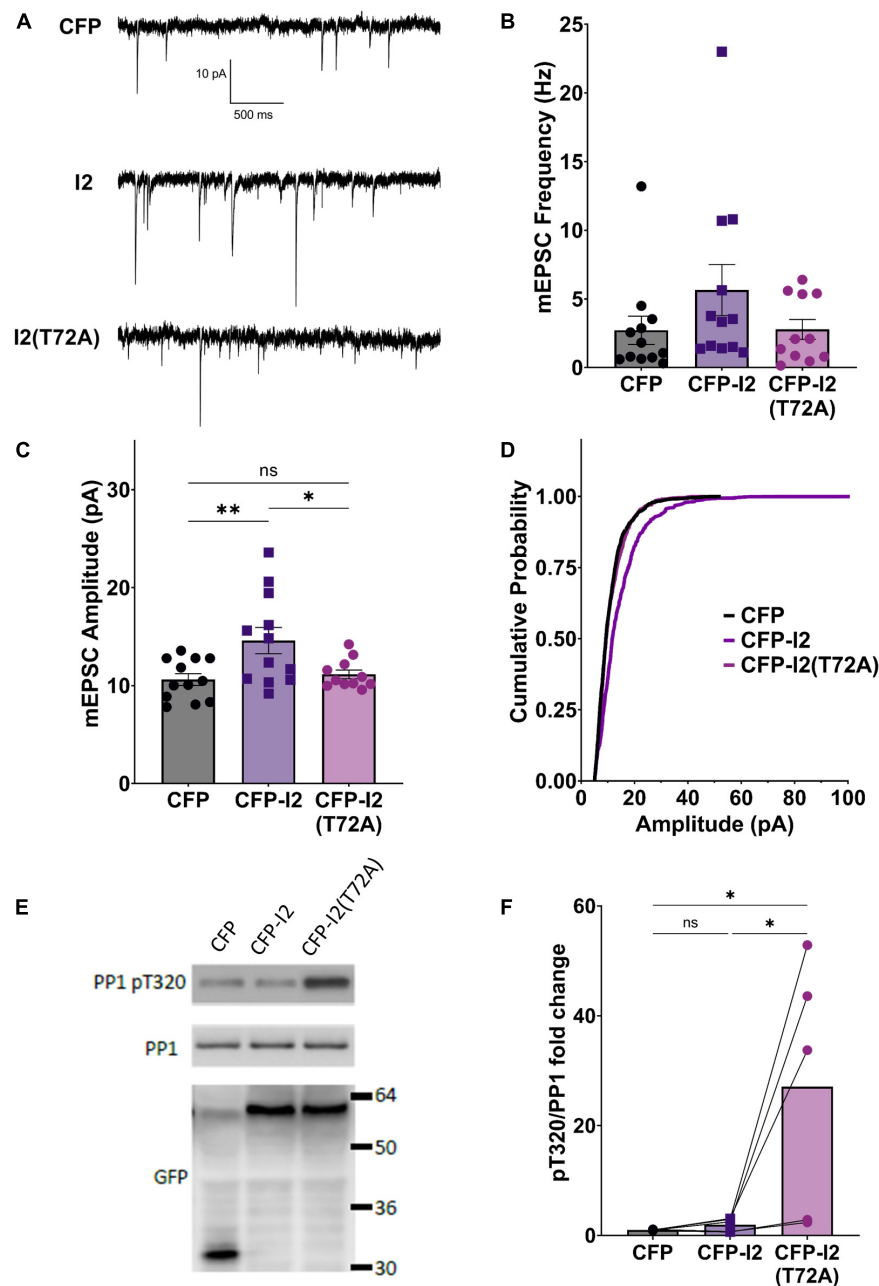 A
CFP
10 pA
500 ms
I2
I2(T72A)
B
mEPSC Frequency (Hz)
25
20
15
10
5
0
CFP
CFP-I2
CFP-I2
(T72A)
C
mEPSC Amplitude (pA)
30
20
10
0
ns
**
*
CFP
CFP-I2
CFP-I2
(T72A)
D
Cumulative Probability
1.00
0.75
0.50
0.25
0.00
CFP
CFP-I2
CFP-I2(T72A)
0
20
40
60
80
100
Amplitude (pA)
E
CFP
CFP-I2
CFP-I2(T72A)
PP1 pT320
PP1
GFP
64
50
36
30
F
pT320/PP1 fold change
60
40
20
0
*
ns
*
CFP
CFP-I2
CFP-I2
(T72A)